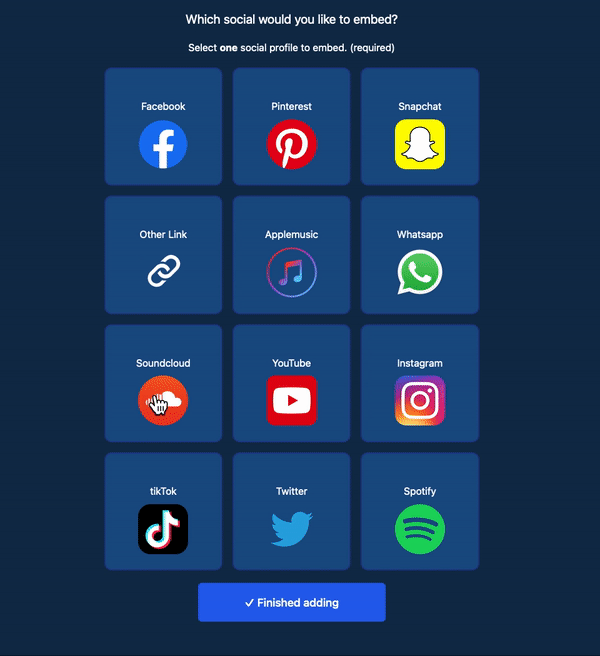 Which social would you like to embed?
Select one social profile to embed. (required)
Facebook
Pinterest
Snapchat
Other Link
Applemusic
Whatsapp
Soundcloud
YouTube
Instagram
tikTok
Twitter
Spotify
✓ Finished adding